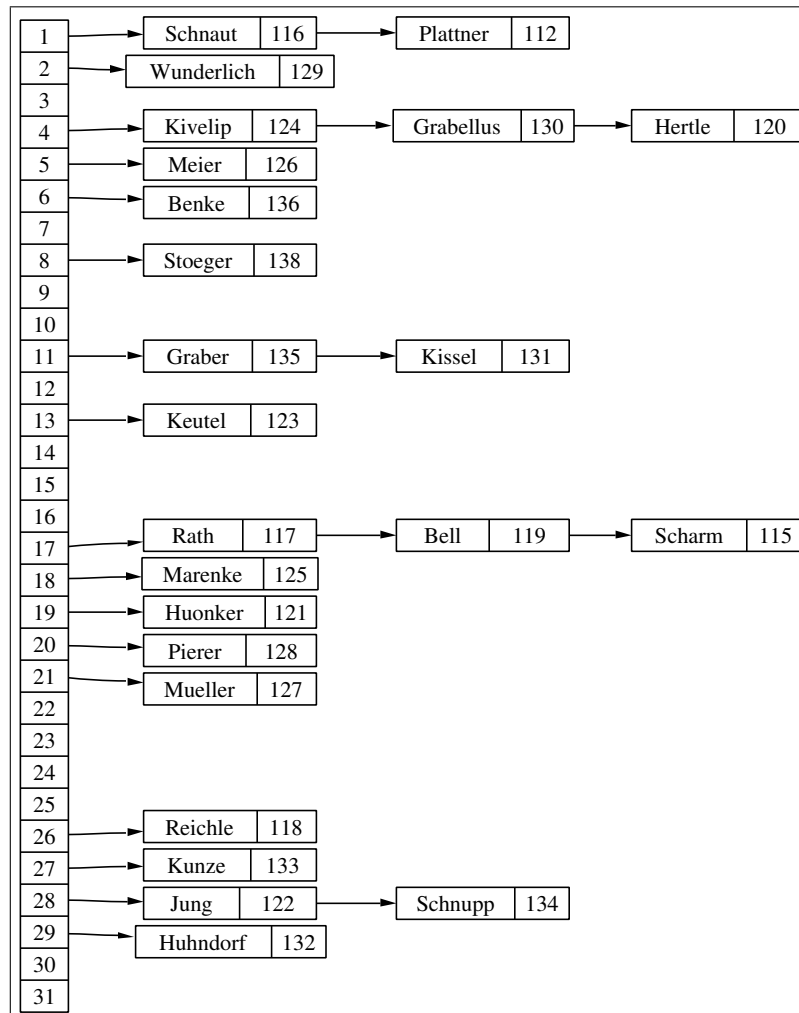 1 Schnaut 116 Plattner 112
2 Wunderlich 129
3
4 Kivelip 124 Grabellus 130 Hertle 120
5 Meier 126
6 Benke 136
7
8 Stoeger 138
9
10
11 Graber 135 Kissel 131
12
13 Keutel 123
14
15
16
17 Rath 117 Bell 119 Scharm 115
18 Marenke 125
19 Huonker 121
20 Pierer 128
21 Mueller 127
22
23
24
25
26 Reichle 118
27 Kunze 133
28 Jung 122 Schnupp 134
29 Huhndorf 132
30
31